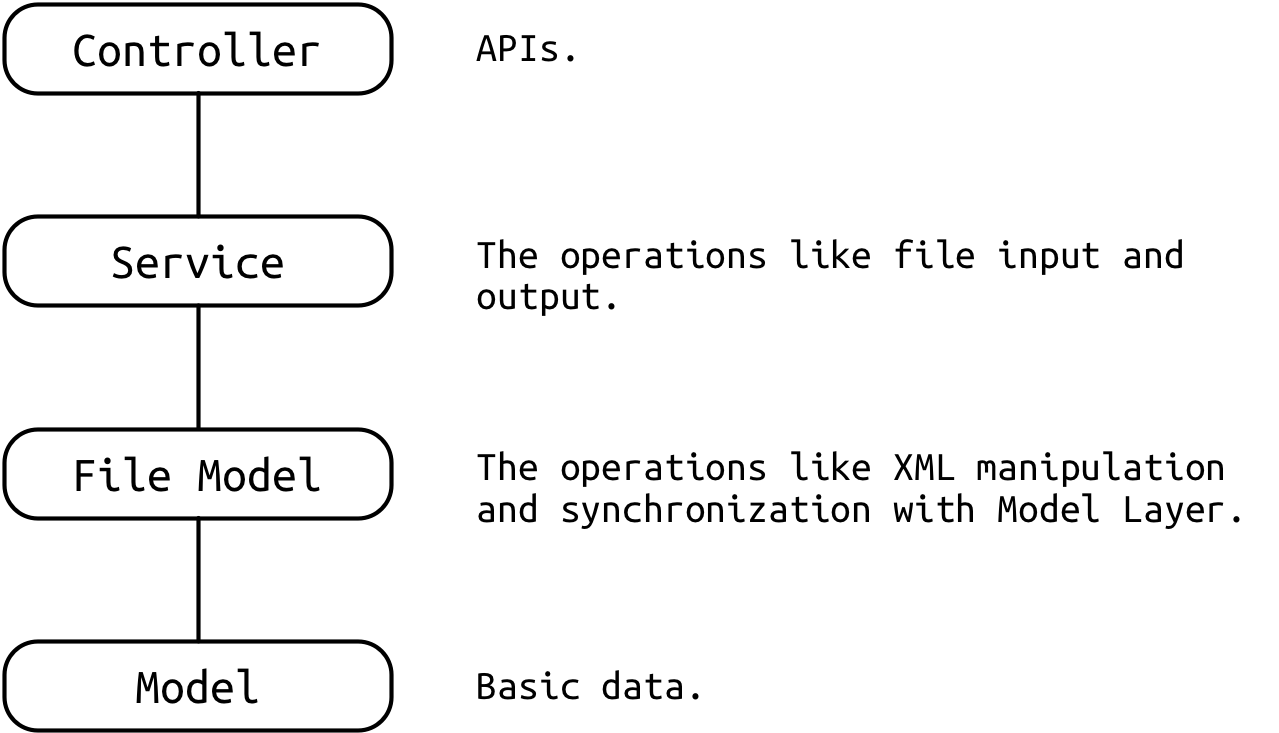 Controller
APIs.
Service
The operations like file input and
output.
File Model
The operations like XML manipulation
and synchronization with Model Layer.
Model
Basic data.